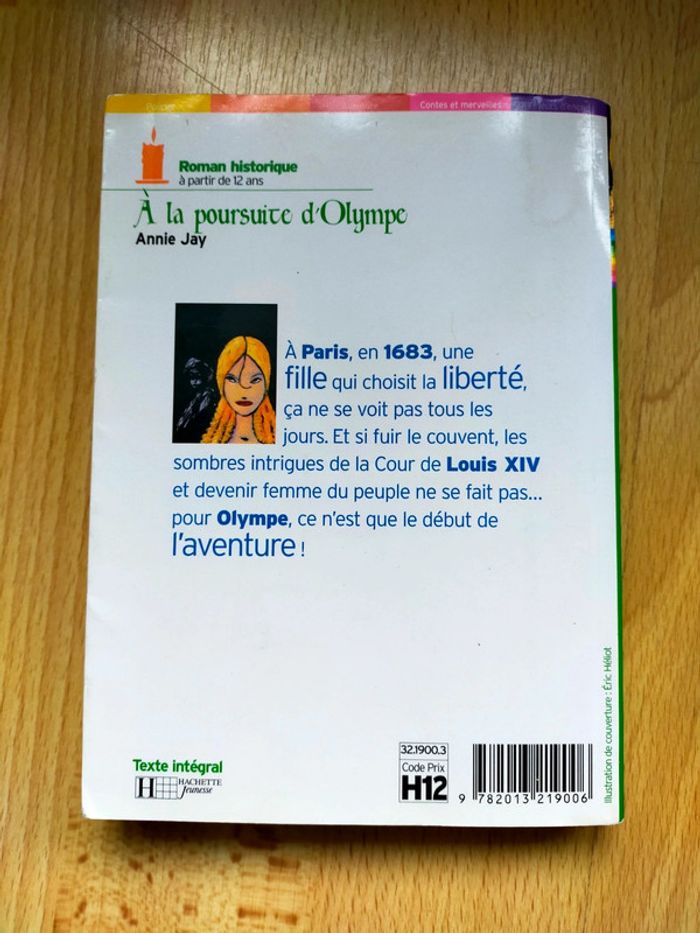 Contes et merveilles
Roman historique
à partir de 12 ans
À la poursuite d'Olympe
Annie Jay
À Paris, en 1683, une
fille qui choisit la liberté,
ça ne se voit pas tous les
jours. Et si fuir le couvent, les
sombres intrigues de la Cour de Louis XIV
et devenir femme du peuple ne se fait pas...
pour Olympe, ce n'est que le début de
l'aventure !
Illustration de couverture : Éric Héliot
Texte intégral
H HACHETTE
Jeunesse
32.1900.3
Code Prix
H12
9 782013 219006